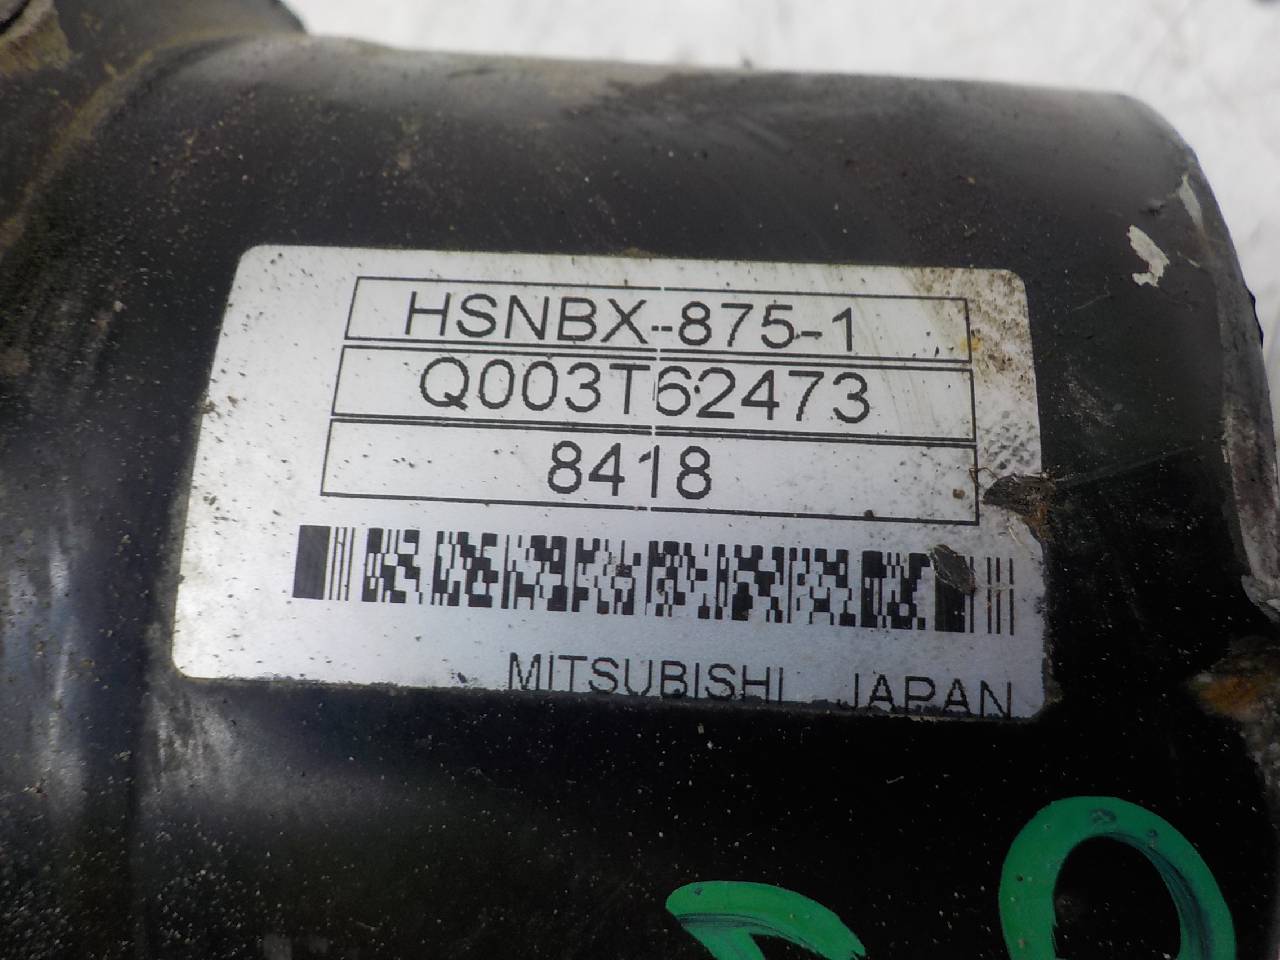 HSNBX-875-1
Q003T62473
8418
MITSUBISHI JAPAN